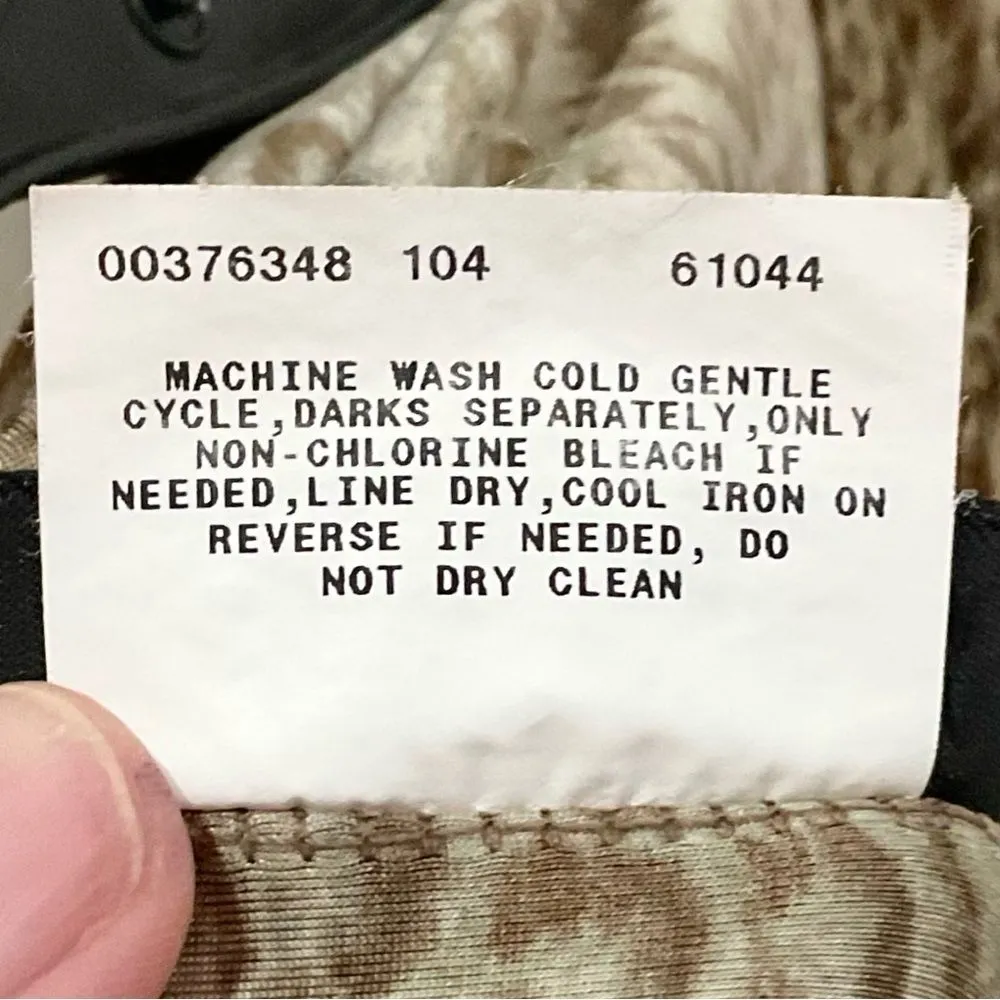 00376348 104 61044
MACHINE WASH COLD GENTLE
CYCLE,DARKS SEPARATELY,ONLY
NON-CHLORINE BLEACH IF
NEEDED,LINE DRY,COOL IRON ON
REVERSE IF NEEDED, DO
NOT DRY CLEAN